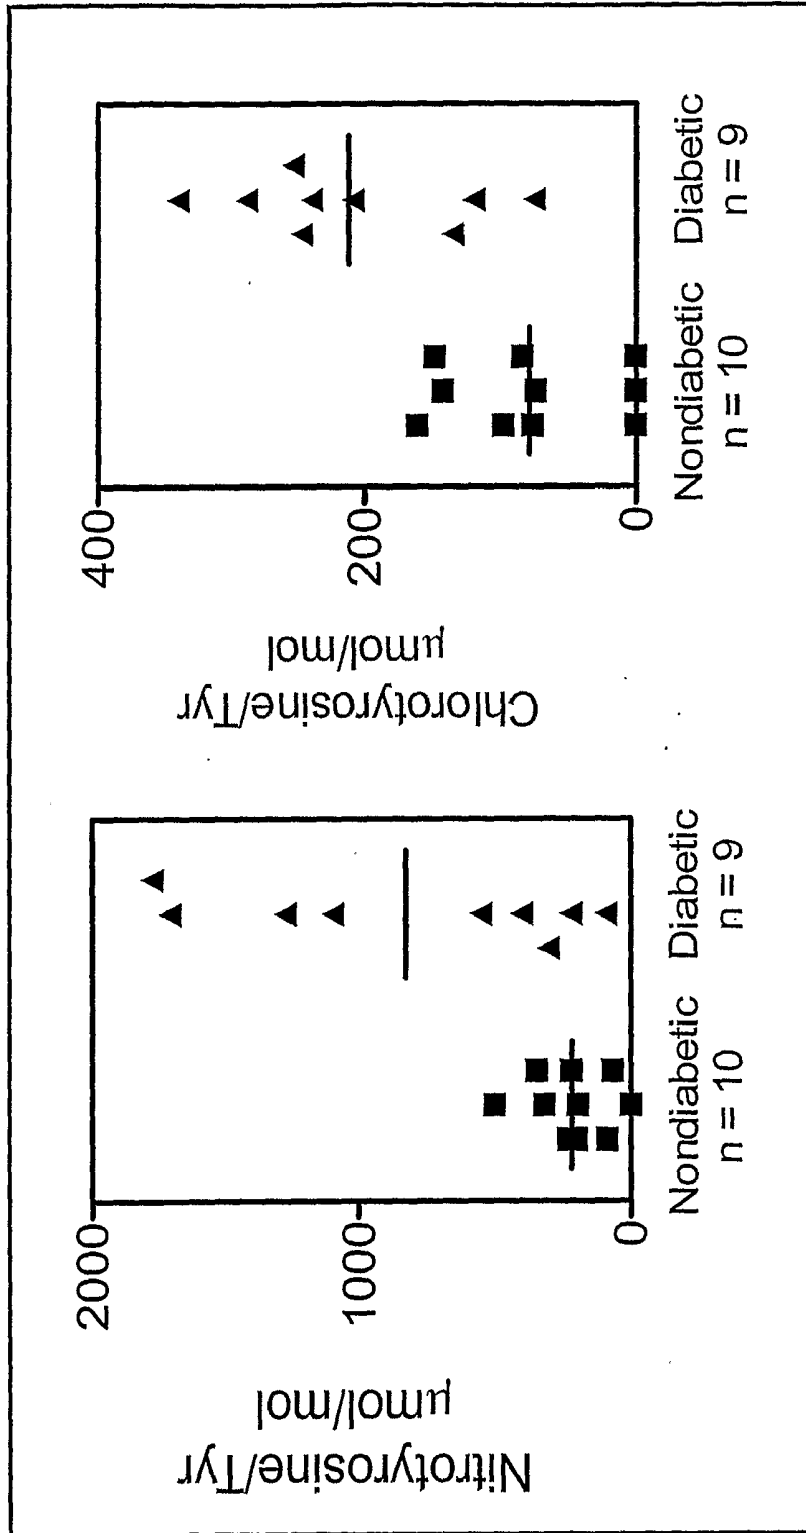 Nitrotyrosine/Tyr
μmol/mol
2000
1000
0
Nondiabetic
n = 10
Diabetic
n = 9
Chlorotyrosine/Tyr
μmol/mol
400
200
0
Nondiabetic
n = 10
Diabetic
n = 9